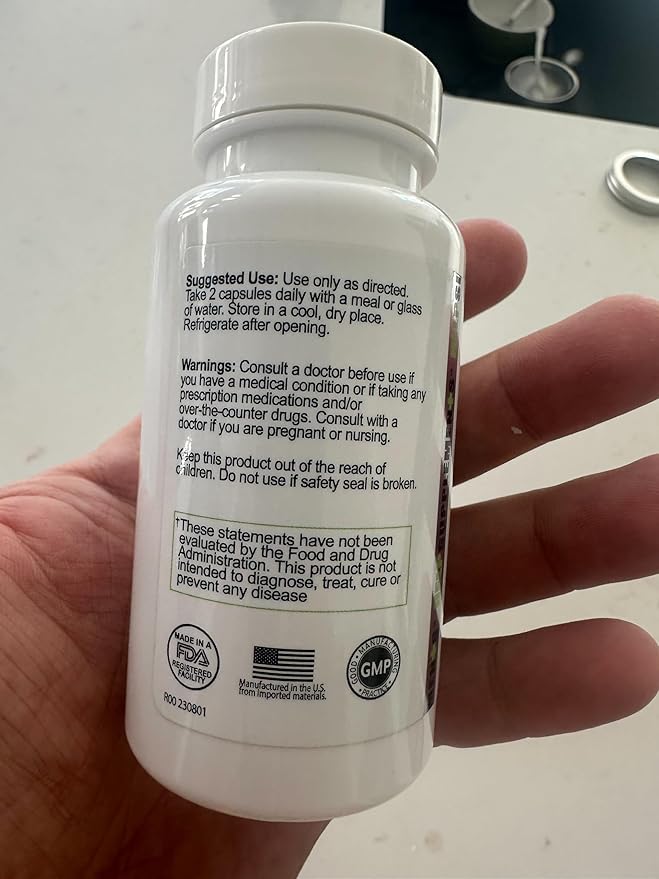 Suggested Use: Use only as directed.
Take 2 capsules daily with a meal or glass
of water. Store in a cool, dry place.
Refrigerate after opening.
Warnings: Consult a doctor before use if
you have a medical condition or if taking any
prescription medications and/or
over-the-counter drugs. Consult with a
doctor if you are pregnant or nursing.
Keep this product out of the reach of
children. Do not use if safety seal is broken.
†These statements have not been
evaluated by the Food and Drug
Administration. This product is not
intended to diagnose, treat, cure or
prevent any disease
MADE IN A
FDA
REGISTERED
FACILITY
Manufactured in the U.S.
from imported materials.
GOOD • MANUFACTURING
GMP
• PRACTICE •
R00 230801